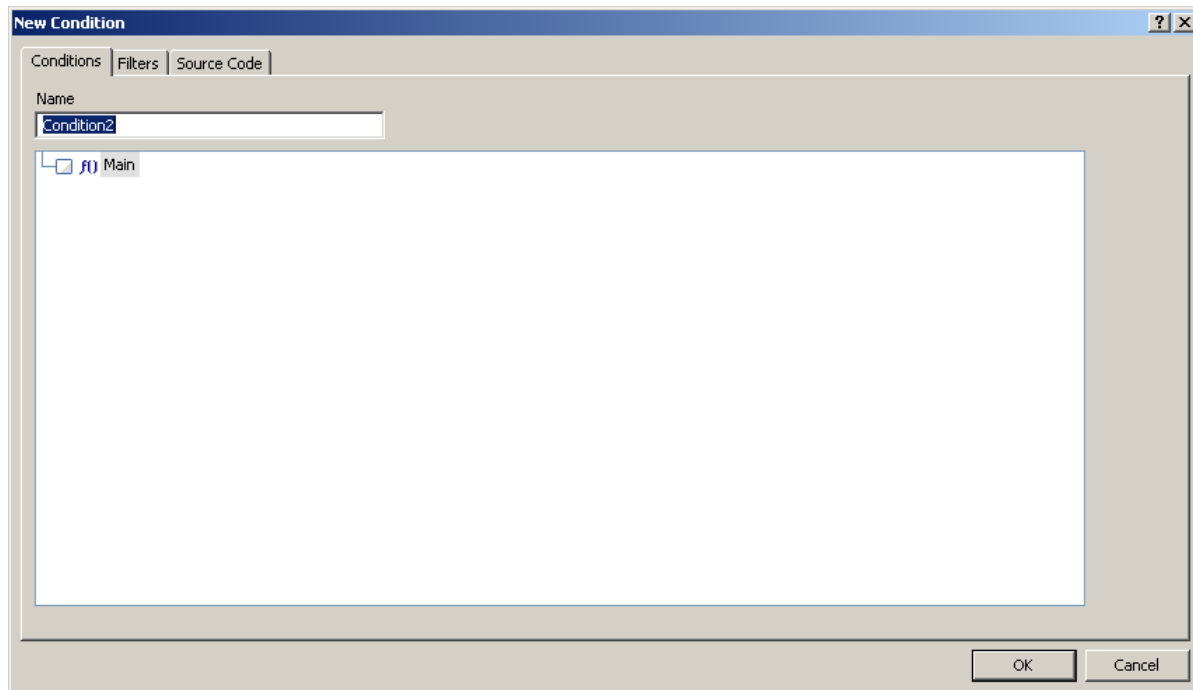 New Condition
Conditions Filters Source Code
Name
Condition2
f() Main
OK Cancel